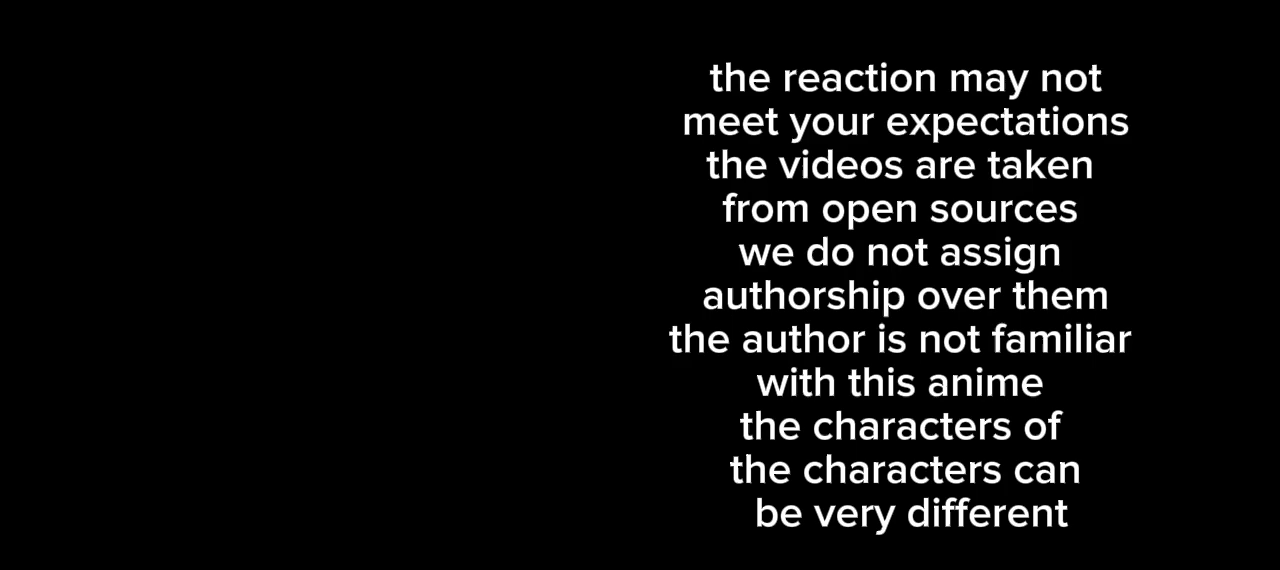 the reaction may not
meet your expectations
the videos are taken
from open sources
we do not assign
authorship over them
the author is not familiar
with this anime
the characters of
the characters can
be very different